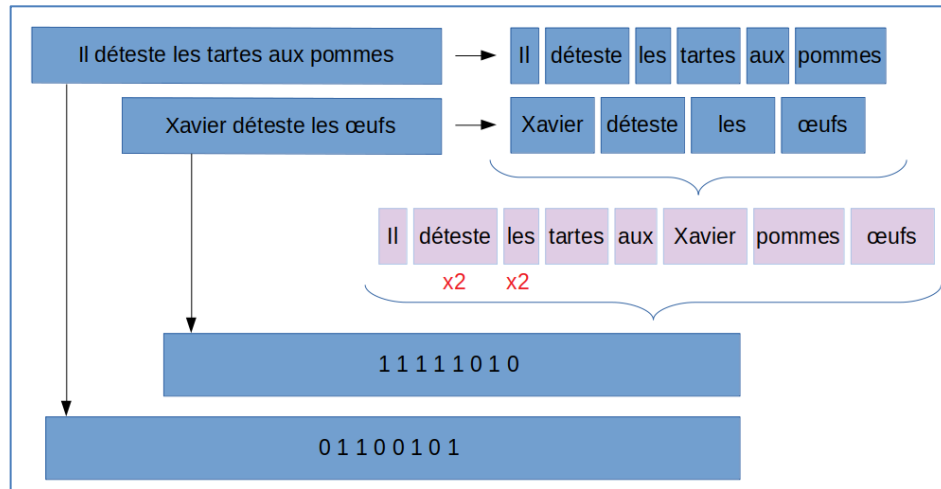 Il déteste les tartes aux pommes
Il déteste les tartes aux pommes
Xavier déteste les œufs
Xavier déteste les œufs
Il déteste les tartes aux Xavier pommes œufs
x2 x2
1 1 1 1 1 0 1 0
0 1 1 0 0 1 0 1